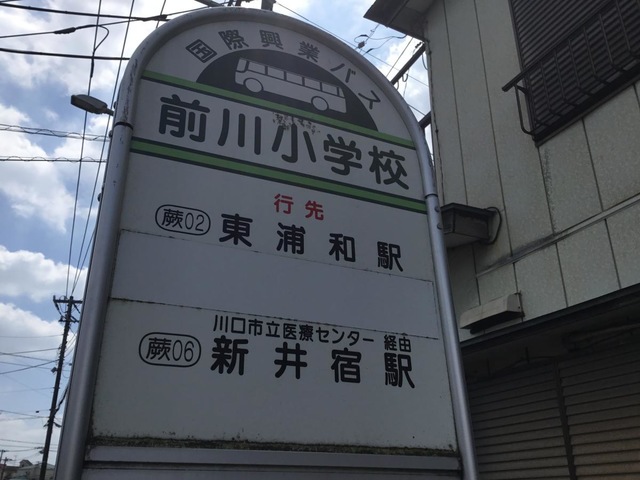 国際興業バス
前川小学校
行先
蕨02 東浦和駅
川口市立医療センター 経由
蕨06 新井宿駅